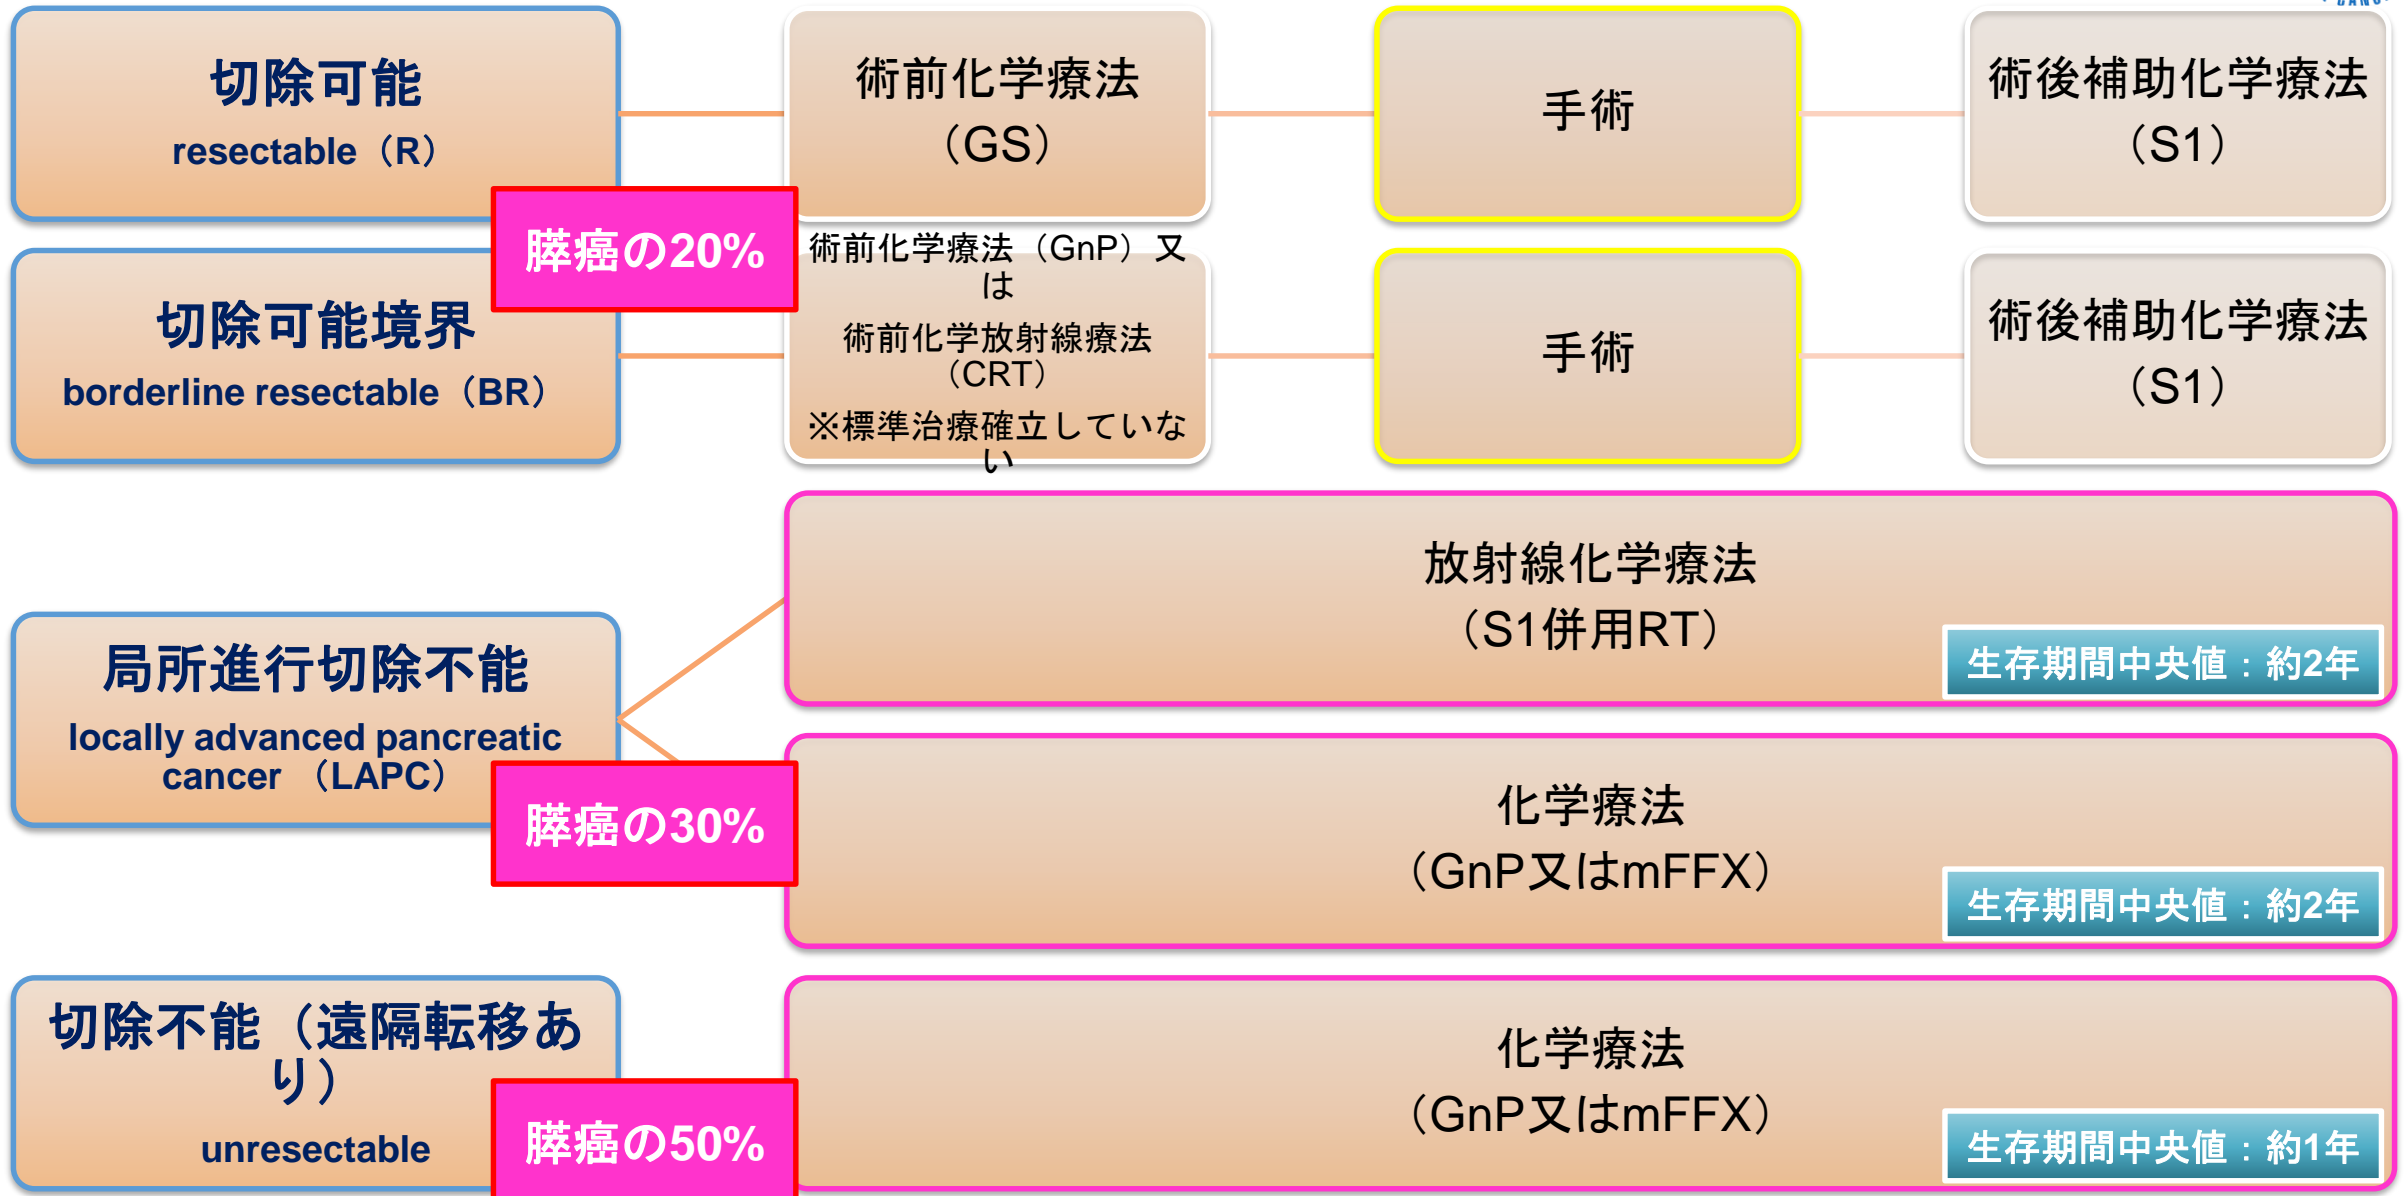 切除可能
resectable（R）
術前化学療法
（GS）
手術
術後補助化学療法
（S1）
膵癌の20%
切除可能境界
borderline resectable（BR）
術前化学療法（GnP）又
は
術前化学放射線療法
（CRT）
※標準治療確立していな
い
手術
術後補助化学療法
（S1）
局所進行切除不能
locally advanced pancreatic
cancer （LAPC）
膵癌の30%
放射線化学療法
（S1併用RT）
生存期間中央値：約2年
化学療法
（GnP又はmFFX）
生存期間中央値：約2年
切除不能（遠隔転移あ
り）
unresectable
膵癌の50%
化学療法
（GnP又はmFFX）
生存期間中央値：約1年